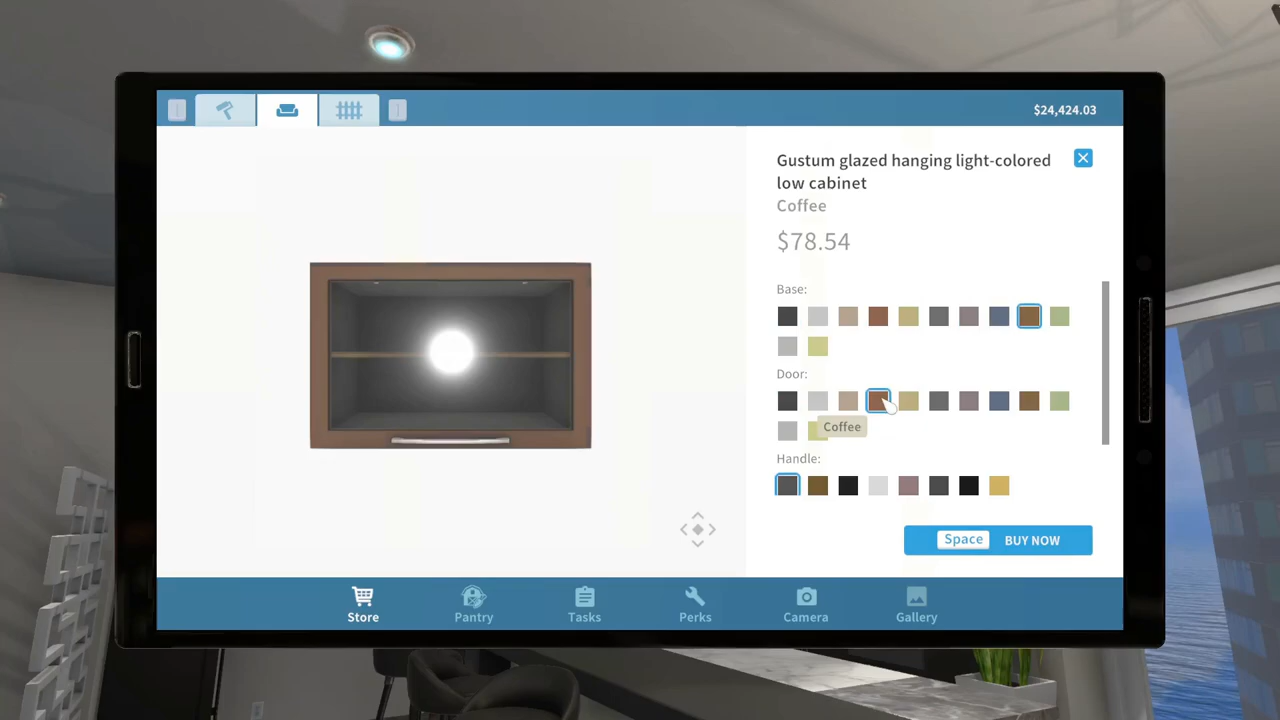 $24,424.03
Gustum glazed hanging light-colored
low cabinet
Coffee
$78.54
Base:
Door:
Coffee
Handle:
Space BUY NOW
Store
Pantry
Tasks
Perks
Camera
Gallery